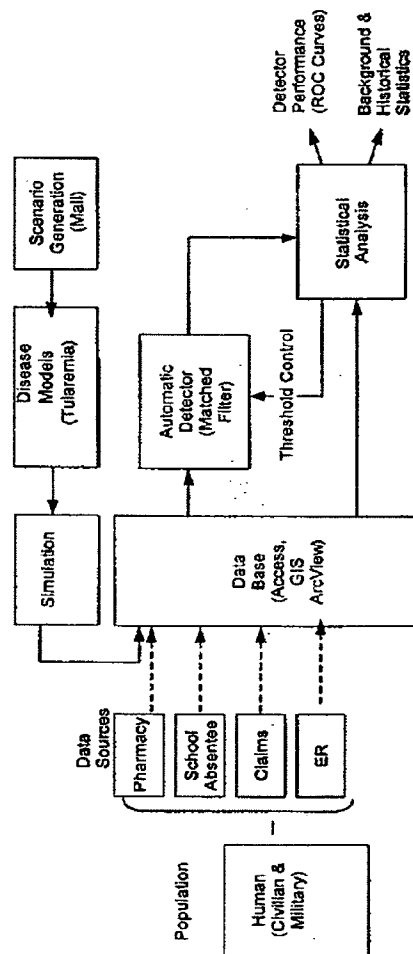 Population
Human
(Civilian &
Military)
Data
Sources
Pharmacy
School
Absentee
Claims
ER
Simulation
Disease
Models
(Tularemia)
Scenario
Generation
(Mall)
Data
Base
(Access,
GIS
ArcView)
Automatic
Detector
(Matched
Filter)
Threshold Control
Statistical
Analysis
Detector
Performance
(ROC Curves)
Background &
Historical
Statistics